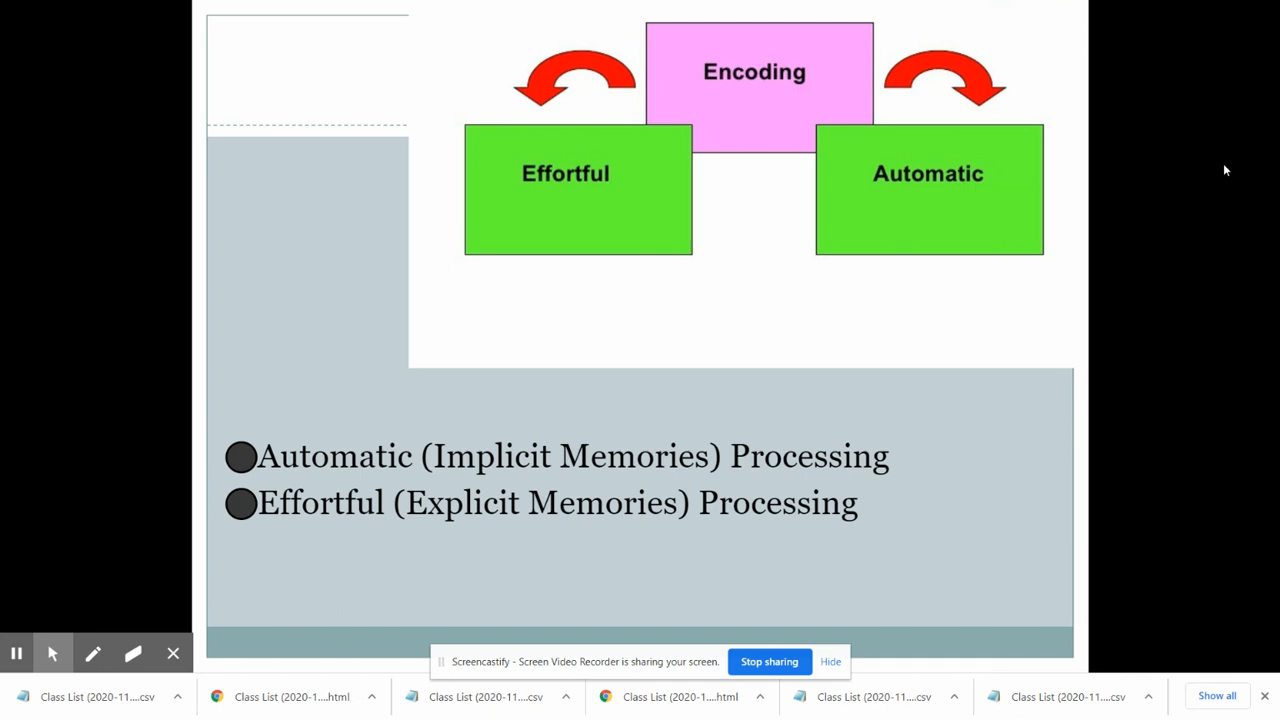 Encoding
Effortful
Automatic
Automatic (Implicit Memories) Processing
Effortful (Explicit Memories) Processing
Screencastify - Screen Video Recorder is sharing your screen. Stop sharing Hide
Class List (2020-11....csv Class List (2020-1....html Class List (2020-11....csv Class List (2020-1....html Class List (2020-11....csv Class List (2020-11....csv Show all